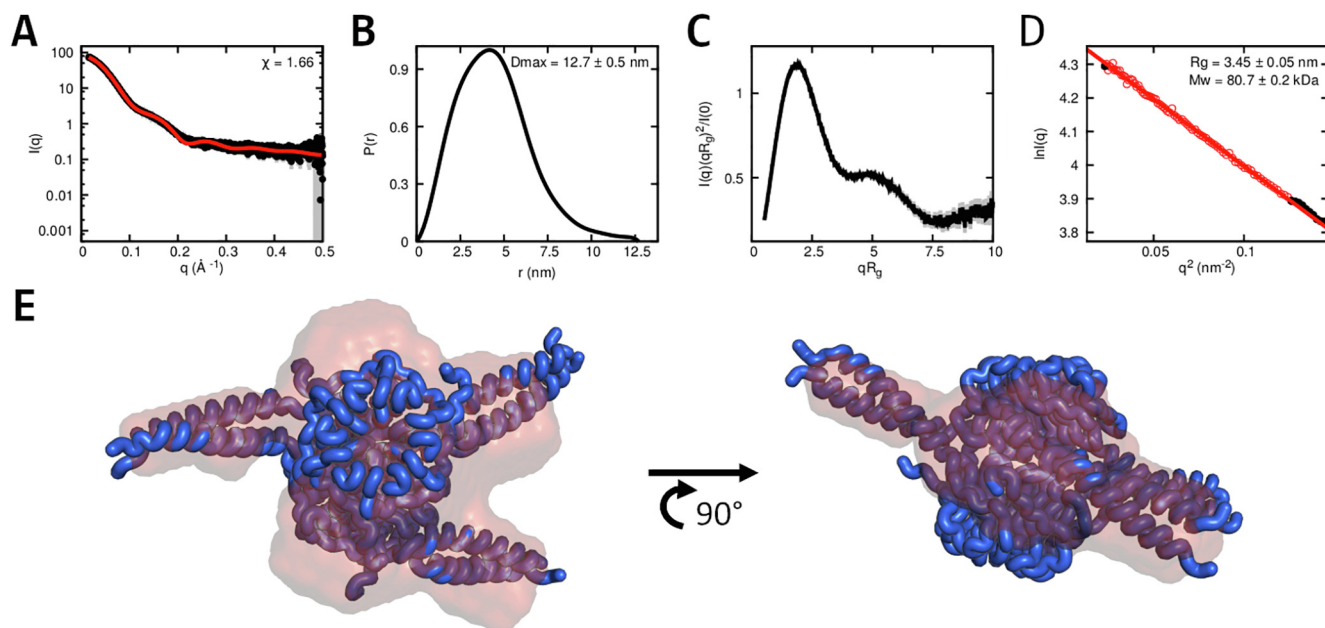 A
χ = 1.66
I(q)
100
10
1
0.1
0.01
0.001
0
0.1
0.2
0.3
0.4
0.5
q (Å⁻¹)
B
Dmax = 12.7 ± 0.5 nm
P(r)
0.9
0.6
0.3
0
0
2.5
5
7.5
10
12.5
r (nm)
C
I(q)(qRg)²/I(0)
1
0.5
0
2.5
5
7.5
10
qRg
D
Rg = 3.45 ± 0.05 nm
Mw = 80.7 ± 0.2 kDa
lnI(q)
4.3
4.2
4.1
4
3.9
3.8
0.05
0.1
q² (nm⁻²)
E
90°